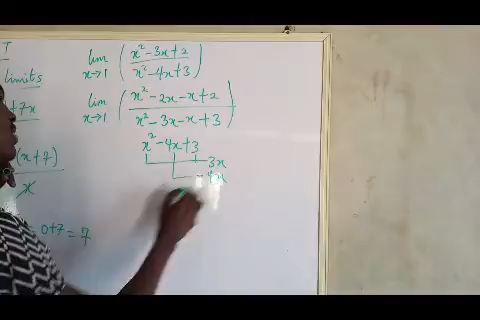 T
limits
+7x
(x+7)
x
= 0+7 = 7
lim x→1 (x²-3x+2 / x²-4x+3)
lim x→1 (x²-2x-x+2 / x²-3x-x+3)
x²-4x+3
3x